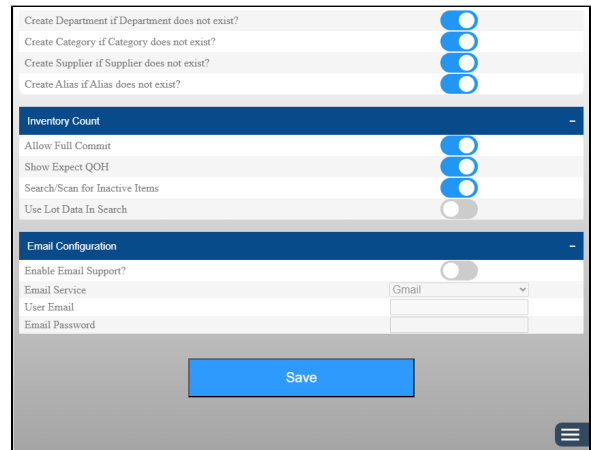 Create Department if Department does not exist?
Create Category if Category does not exist?
Create Supplier if Supplier does not exist?
Create Alias if Alias does not exist?
Inventory Count –
Allow Full Commit
Show Expect QOH
Search/Scan for Inactive Items
Use Lot Data In Search
Email Configuration –
Enable Email Support?
Email Service Gmail
User Email
Email Password
Save